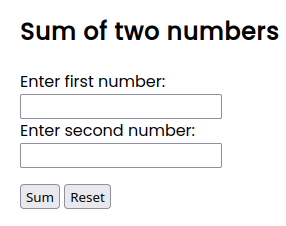 Sum of two numbers
Enter first number:
Enter second number:
Sum Reset